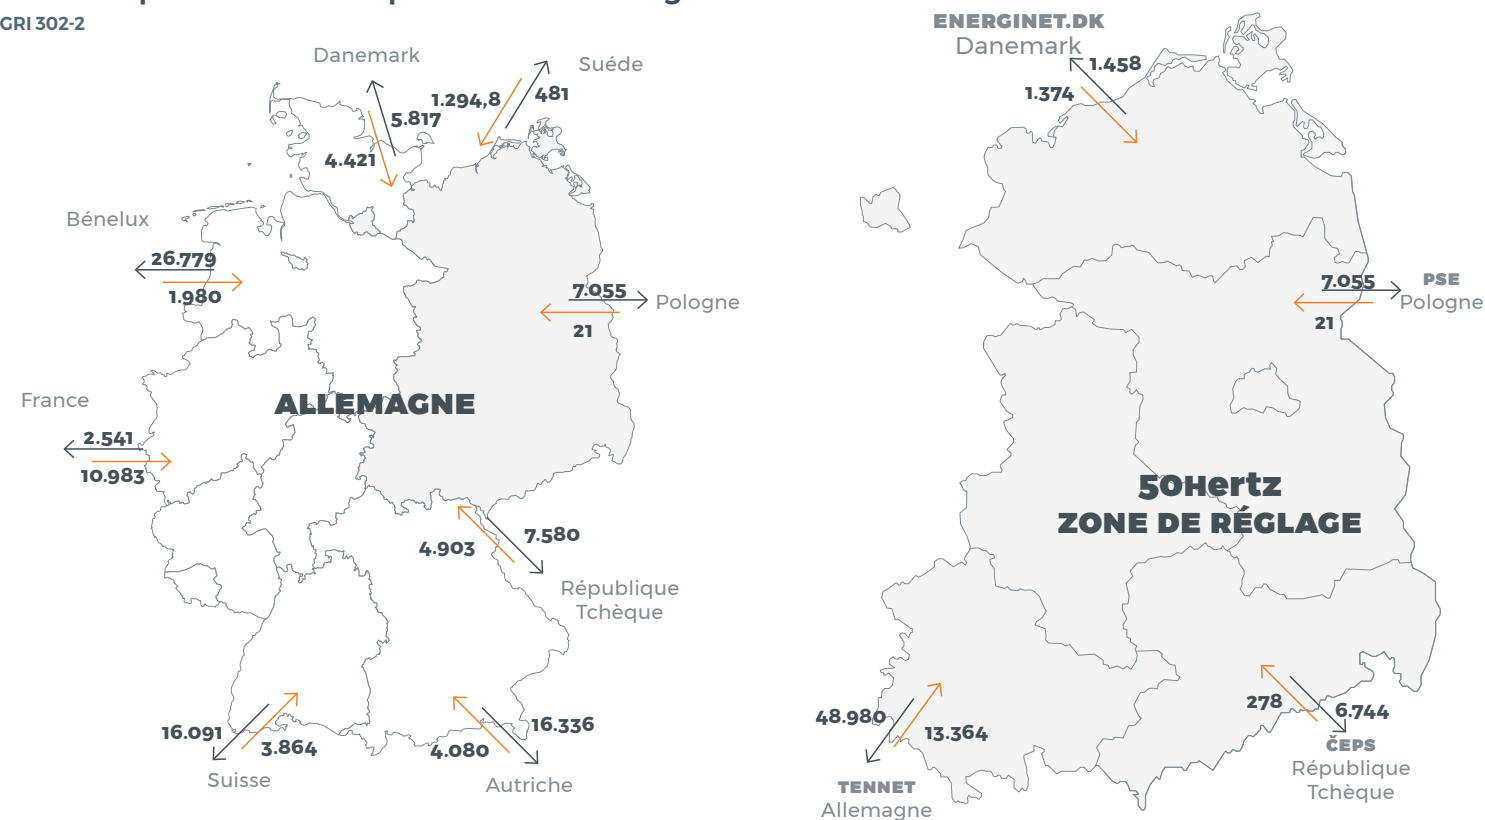 GRI 302-2
Danemark
Suéde
1.294,8
481
5.817
4.421
Bénelux
26.779
1.980
7.055
Pologne
21
France
ALLEMAGNE
2.541
10.983
4.903
7.580
République
Tchèque
16.091
3.864
Suisse
16.336
4.080
Autriche
ENERGINET.DK
Danemark
1.458
1.374
7.055
PSE
Pologne
21
50Hertz
ZONE DE RÉGLAGE
48.980
13.364
TENNET
Allemagne
278
6.744
ČEPS
République
Tchèque